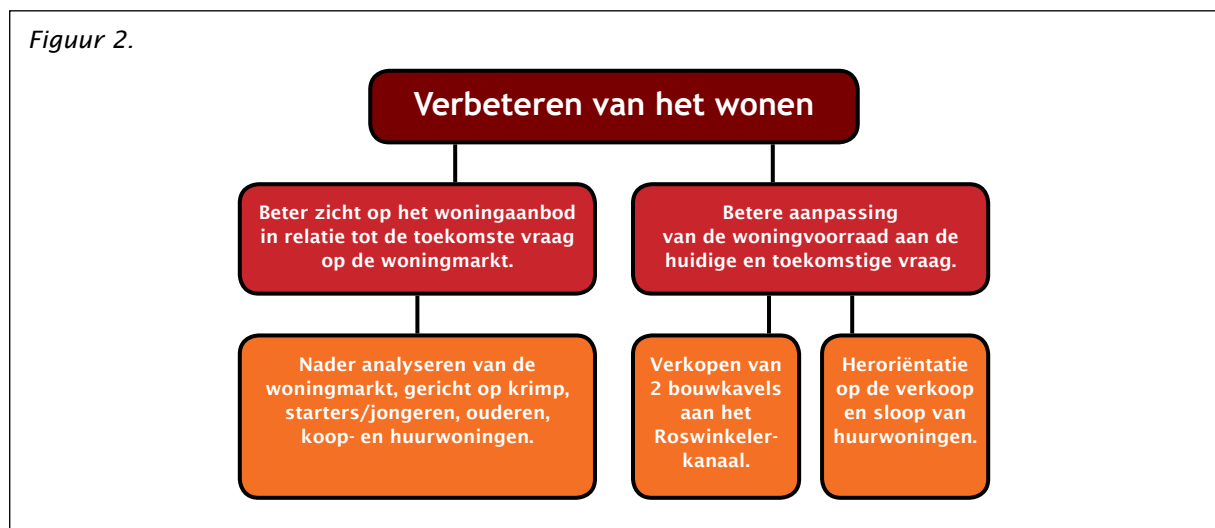 Figuur 2.
Verbeteren van het wonen
Beter zicht op het woningaanbod
in relatie tot de toekomste vraag
op de woningmarkt.
Betere aanpassing
van de woningvoorraad aan de
huidige en toekomstige vraag.
Nader analyseren van de
woningmarkt, gericht op krimp,
starters/jongeren, ouderen,
koop- en huurwoningen.
Verkopen van
2 bouwkavels
aan het
Roswinkeler-
kanaal.
Heroriëntatie
op de verkoop
en sloop van
huurwoningen.